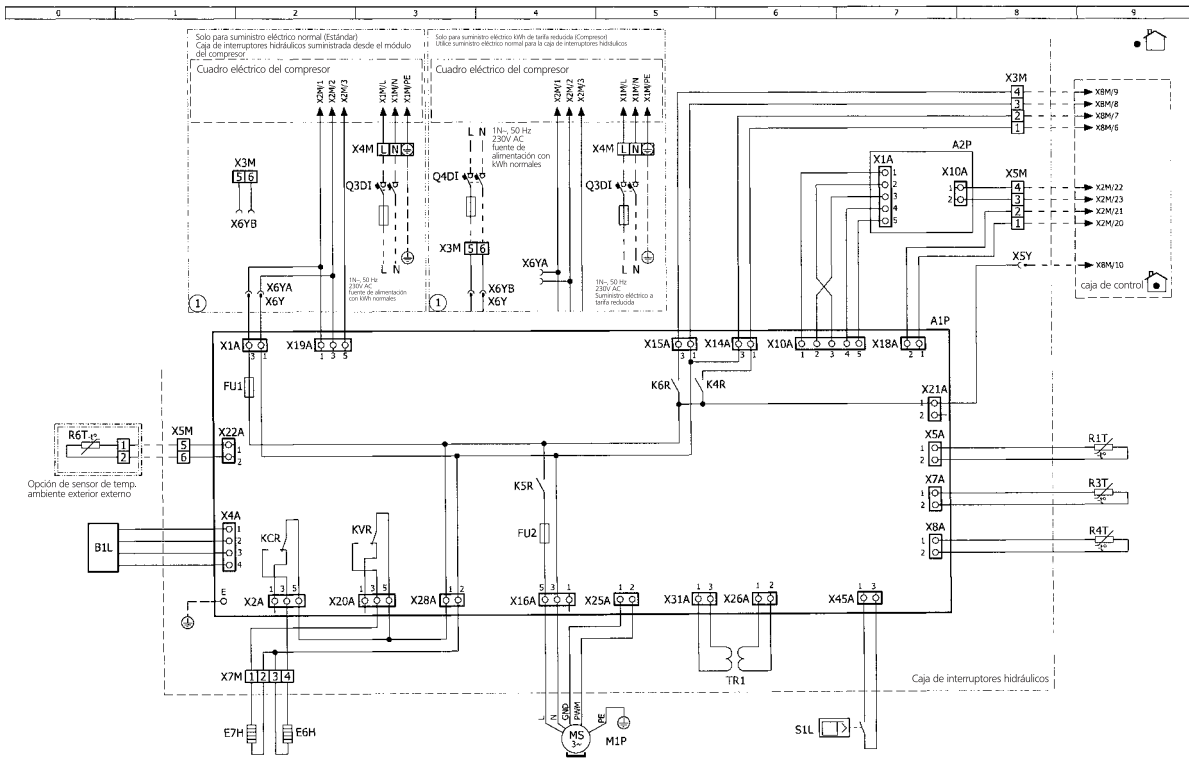 0 1 2 3 4 5 6 7 8 9
Solo para suministro eléctrico normal (Estándar)
Caja de interruptores hidráulicos suministrada desde el módulo
del compresor
Cuadro eléctrico del compresor
X2M/1
X2M/2
X2M/3
X1M/L
X1M/N
X1M/PE
X4M L N
X3M
5 6
X6YB
Q3DI
L N
1N~, 50 Hz
230V AC
fuente de alimentación
con kWh normales
X6YA
X6Y
1
Solo para suministro eléctrico kWh de tarifa reducida (Compresor)
Utilice suministro eléctrico normal para la caja de interruptores hidráulicos
Cuadro eléctrico del compresor
X2M/1
X2M/2
X2M/3
X1M/L
X1M/N
X1M/PE
L N
1N~, 50 Hz
230V AC
fuente de
alimentación con
kWh normales
X4M L N
Q4DI
Q3DI
X3M 5 6
X6YA
L N
X6YB
X6Y
1N~, 50 Hz
230V AC
Suministro eléctrico a
tarifa reducida
1
X3M
4
3
2
1
X8M/9
X8M/8
X8M/7
X8M/6
A2P
X1A
1
2
3
4
5
X10A
1
2
X5M
4
3
2
1
X2M/22
X2M/23
X2M/21
X2M/20
X5Y
X8M/10
caja de control
A1P
X1A
3 1
X19A
1 3 5
X15A
3 1
X14A
3 1
X10A
1 2 3 4 5
X18A
2 1
FU1
K6R
K4R
X21A
1
2
R6T
t°
1
2
X5M
5
6
X22A
1
2
Opción de sensor de temp.
ambiente exterior externo
X5A
1
2
R1T
X7A
1
2
R3T
X8A
1
2
R4T
K5R
FU2
X4A
1
2
3
4
B1L
KCR
KVR
E
X2A
1 3 5
X20A
1 3 5
X28A
1 2
X16A
5 3 1
X25A
1 2
X31A
1 3
X26A
1 2
X45A
1 3
X7M 1 2 3 4
TR1
Caja de interruptores hidráulicos
E7H
E6H
L
N
GND
PWM
PE
MS
3~
M1P
S1L